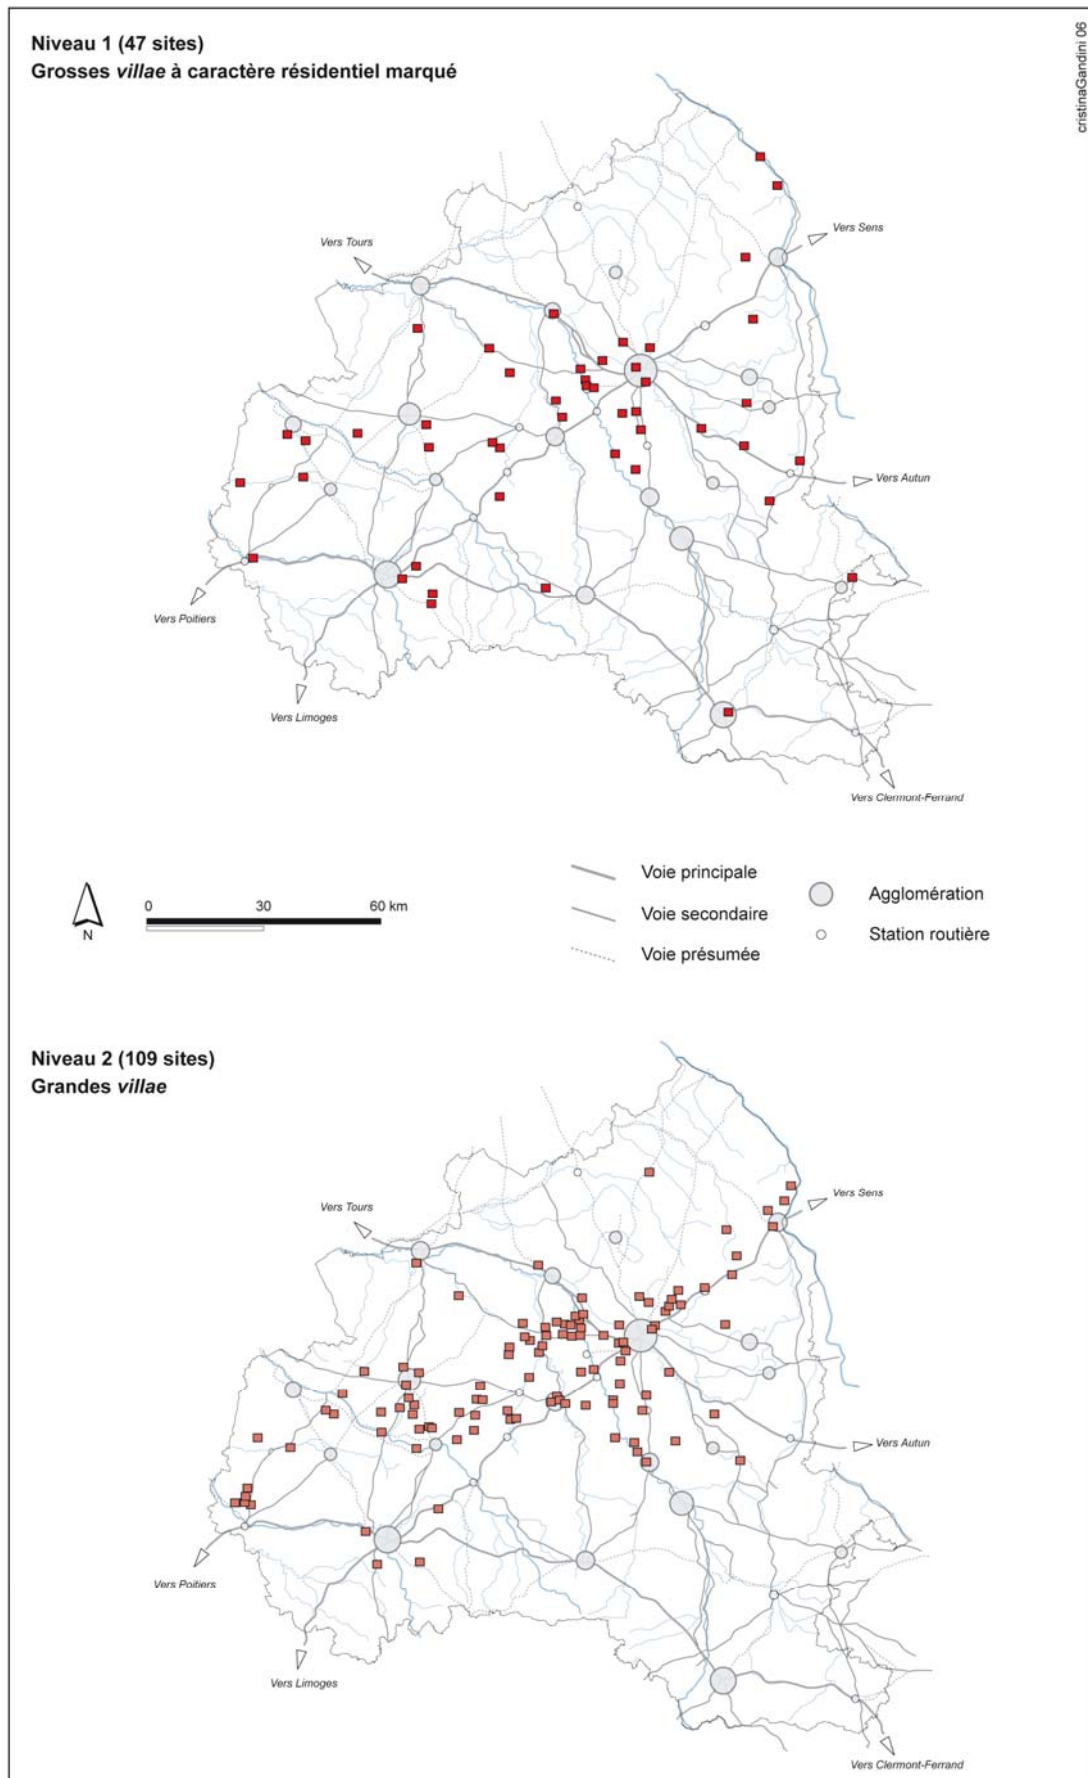 Niveau 1 (47 sites)
Grosses villae à caractère résidentiel marqué
cristinaGandini 06
Vers Tours
Vers Sens
Vers Autun
Vers Poitiers
Vers Limoges
Vers Clermont-Ferrand
N
0 30 60 km
Voie principale
Voie secondaire
Voie présumée
Agglomération
Station routière
Niveau 2 (109 sites)
Grandes villae
Vers Tours
Vers Sens
Vers Autun
Vers Poitiers
Vers Limoges
Vers Clermont-Ferrand